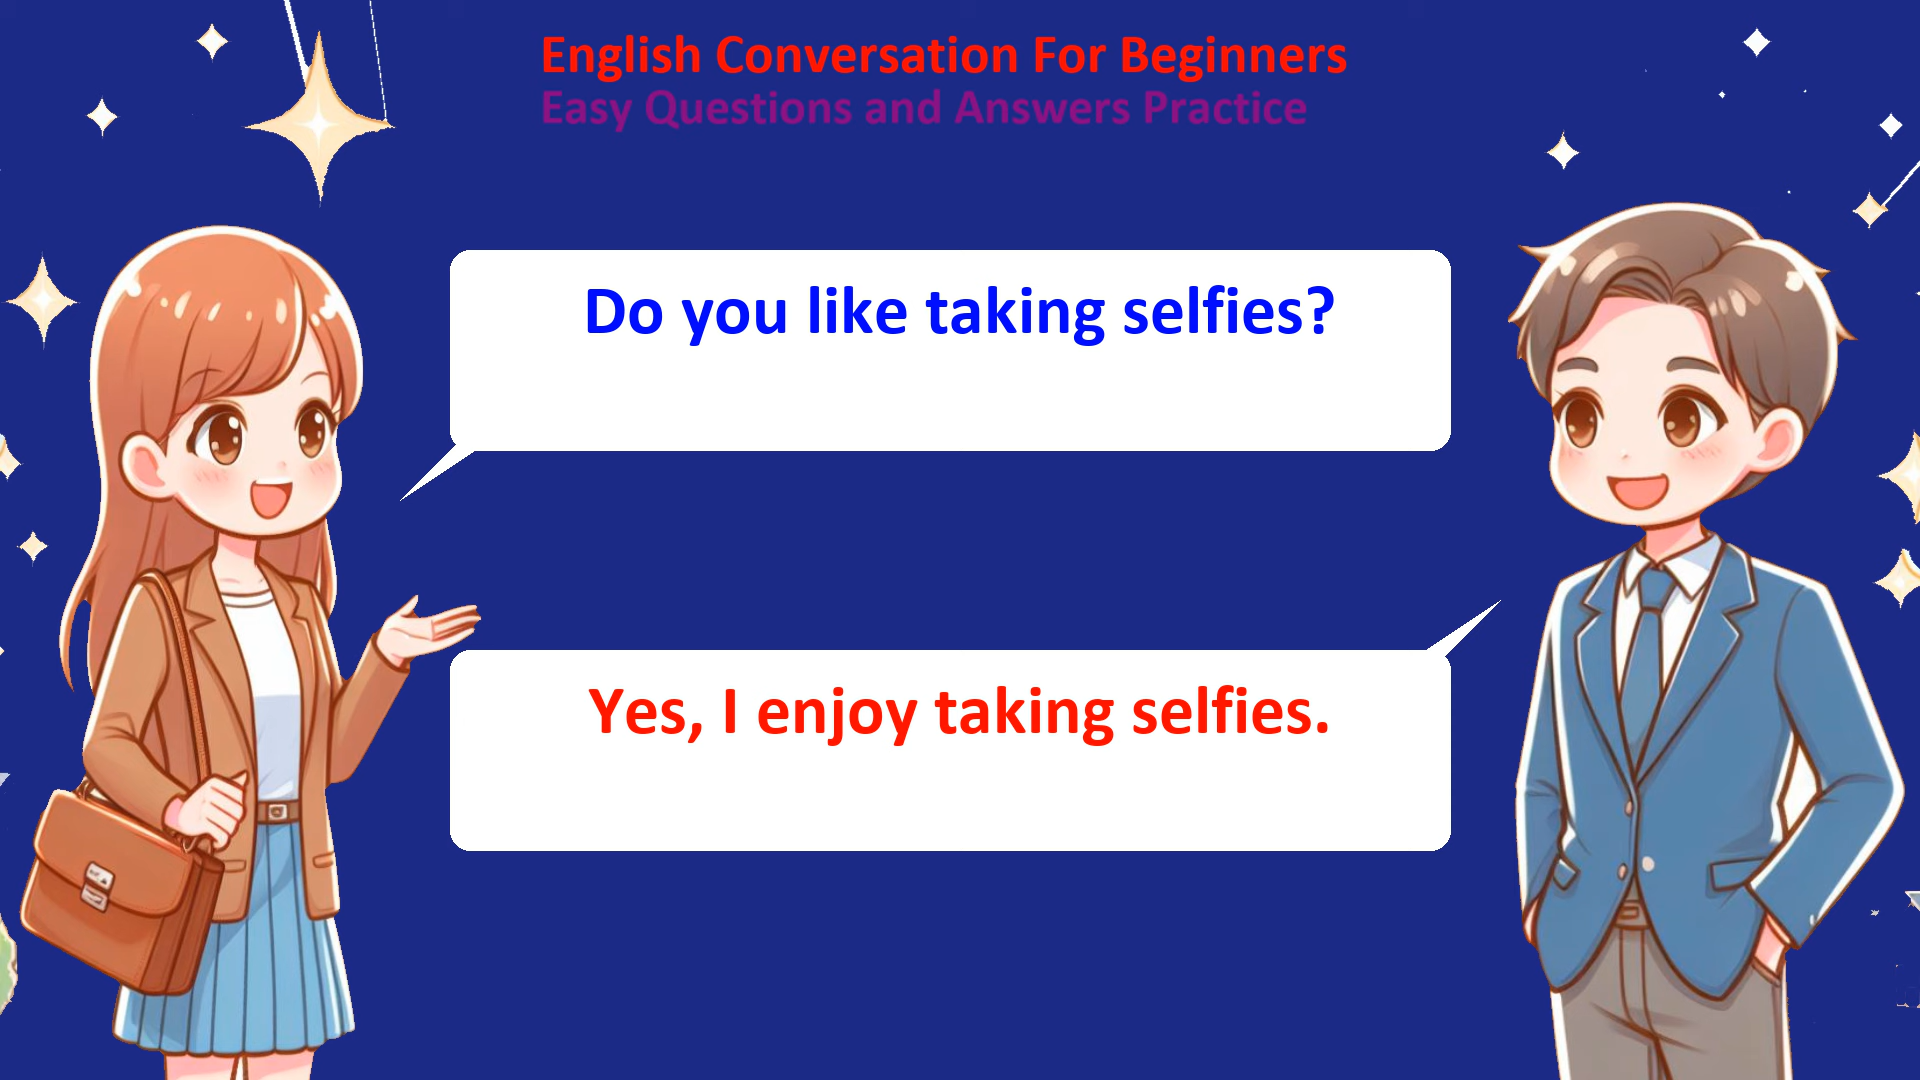 English Conversation For Beginners
Easy Questions and Answers Practice
Do you like taking selfies?
Yes, I enjoy taking selfies.